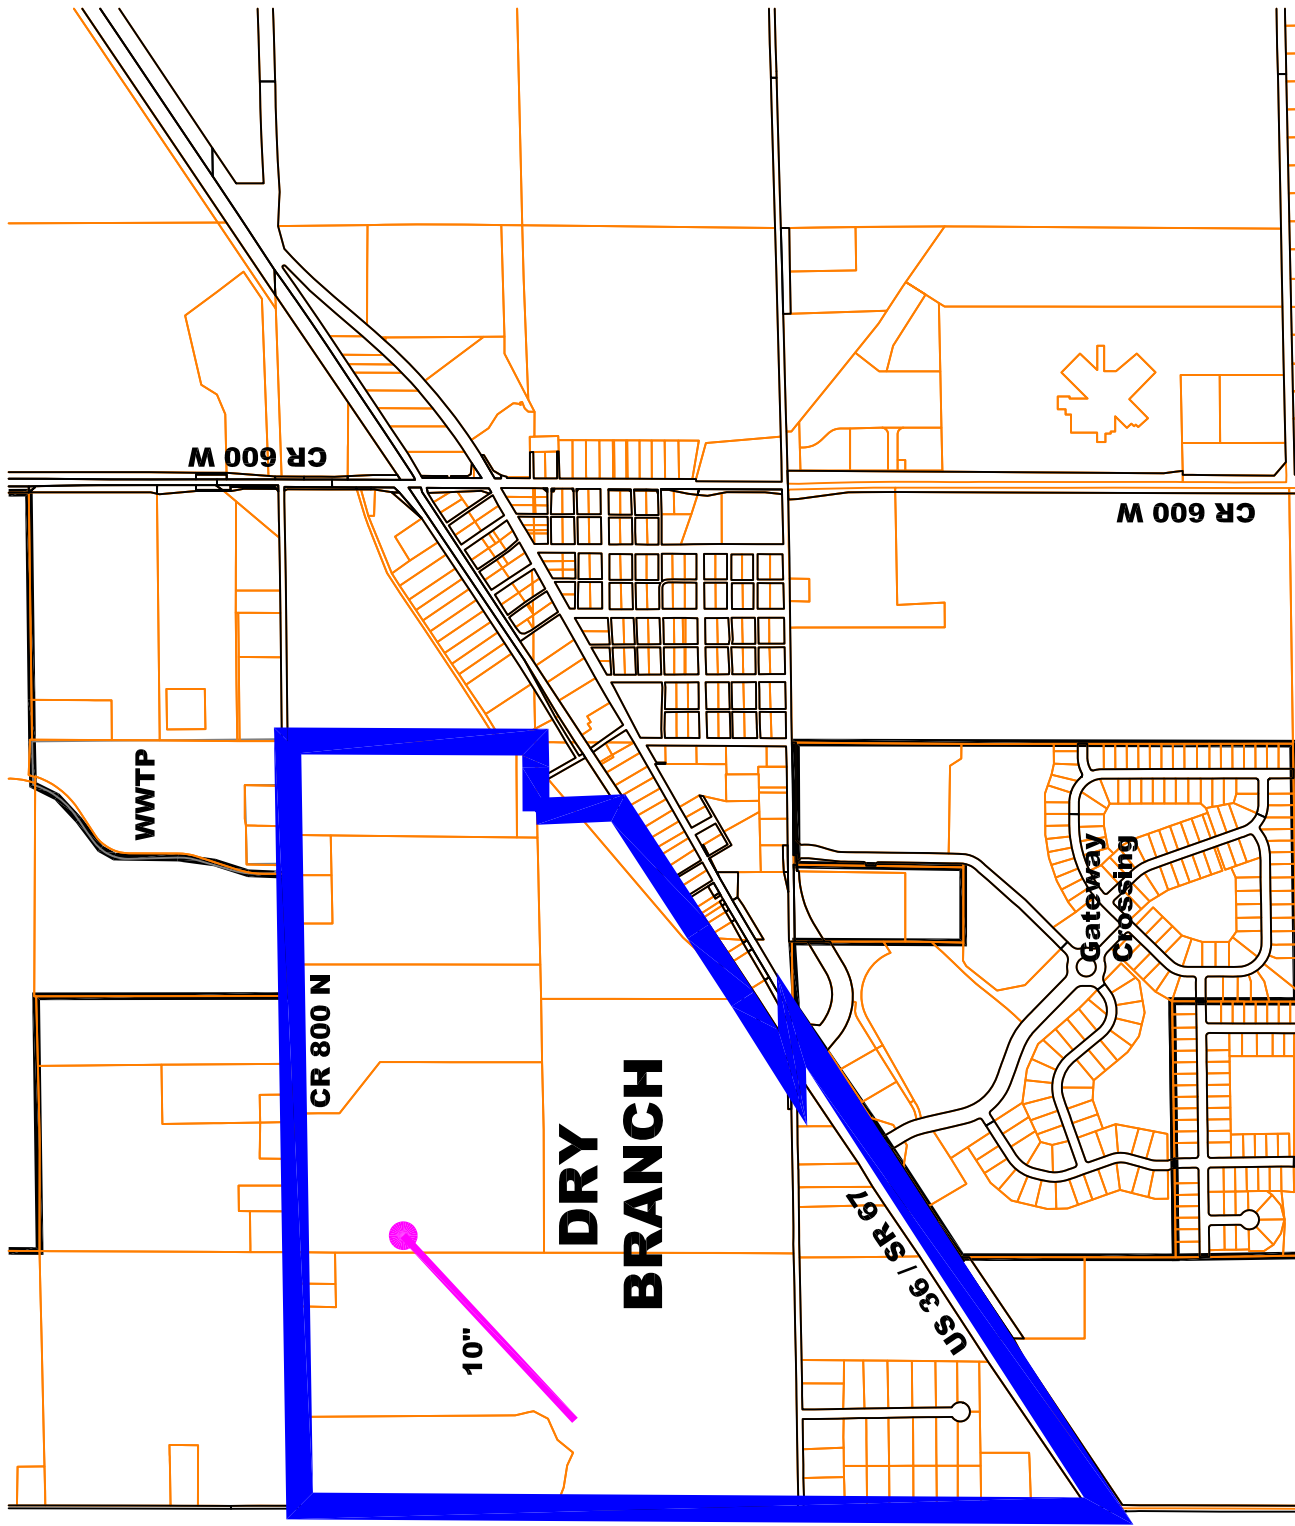 CR 600 W
CR 600 W
WWTP
Gateway
Crossing
CR 800 N
DRY
BRANCH
US 36 / SR 67
10"